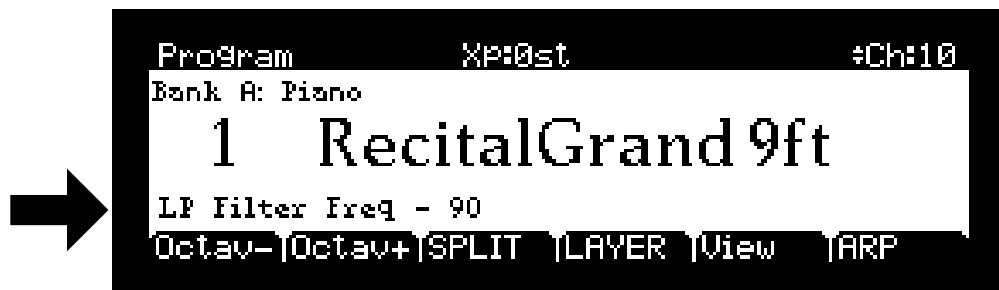 Program Xp:0st ÷Ch:10
Bank A: Piano
1 RecitalGrand 9ft
LP Filter Freq - 90
Octav- Octav+ SPLIT LAYER View ARP